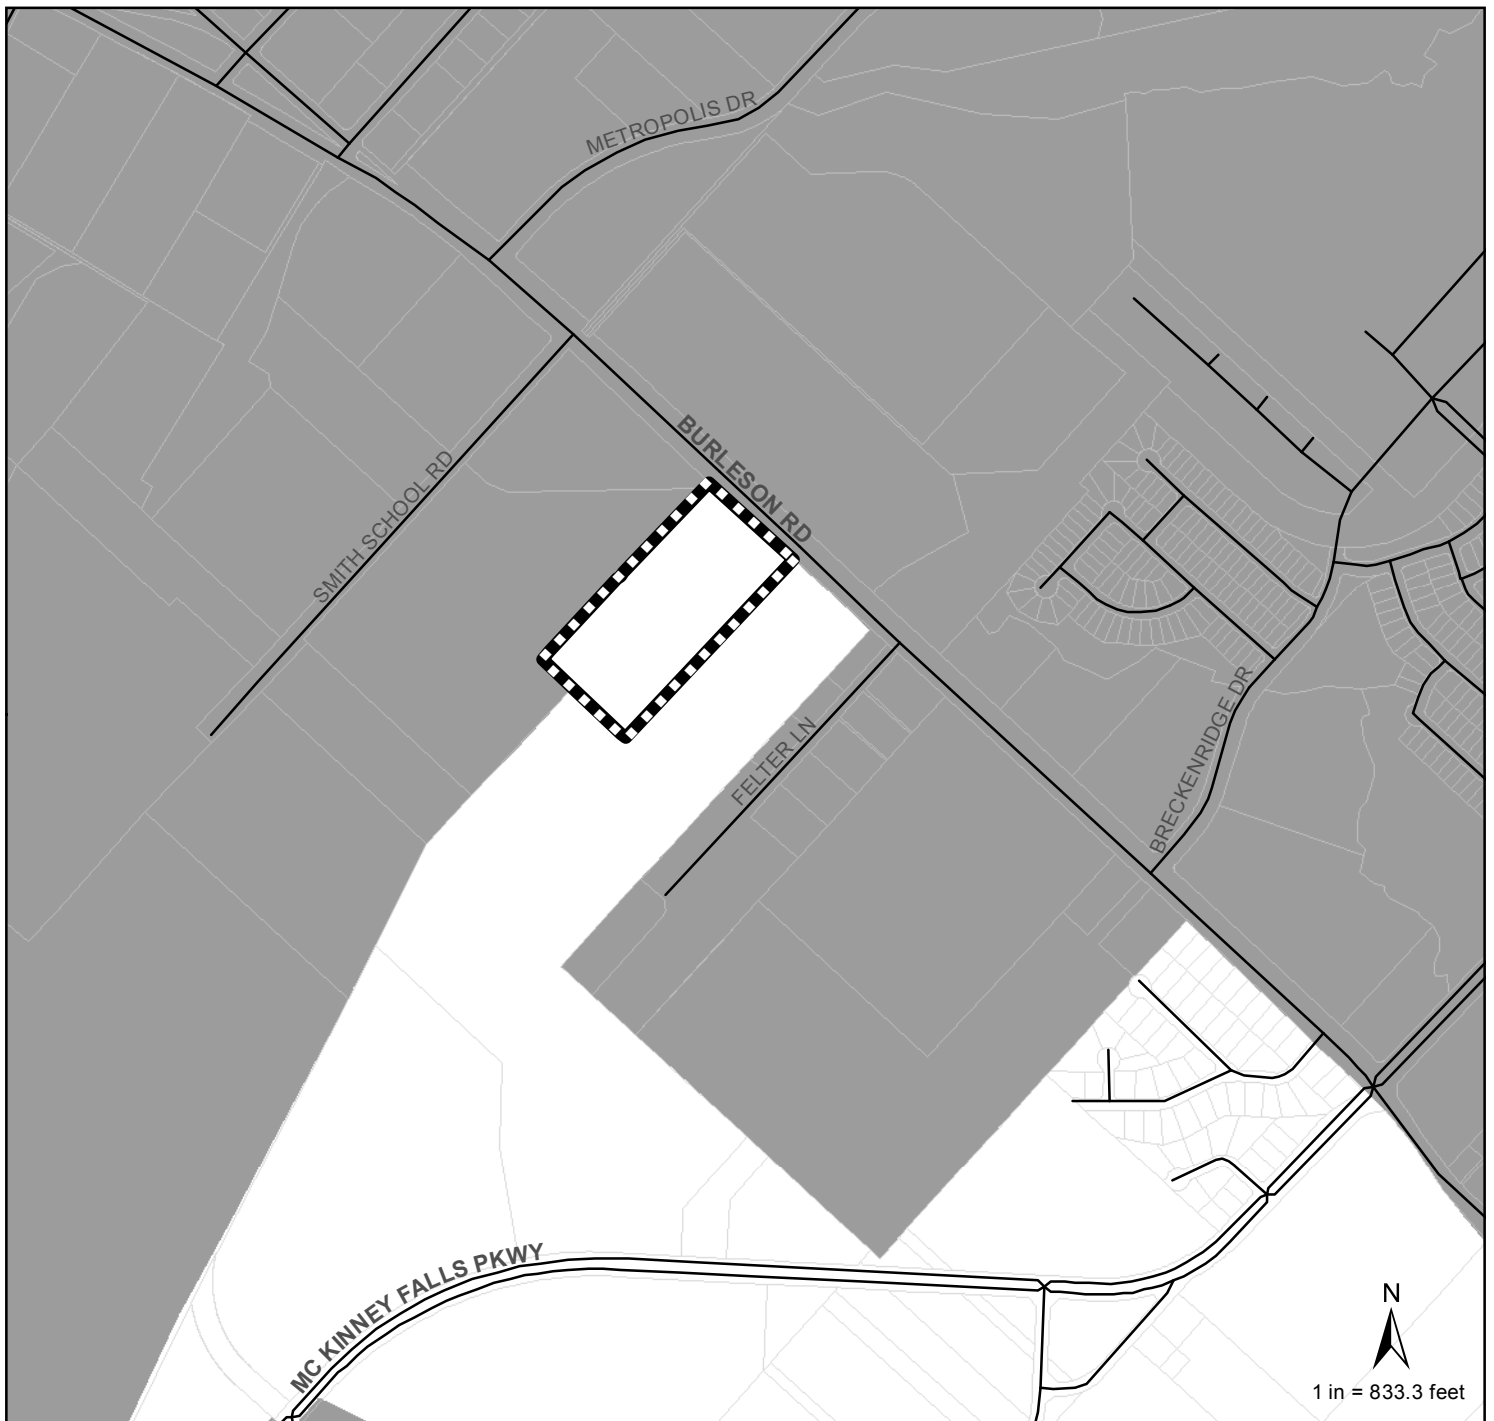 METROPOLIS DR
BURLESON RD
SMITH SCHOOL RD
BRECKENRIDGE DR
FELTER LN
MC KINNEY FALLS PKWY
N
1 in = 833.3 feet